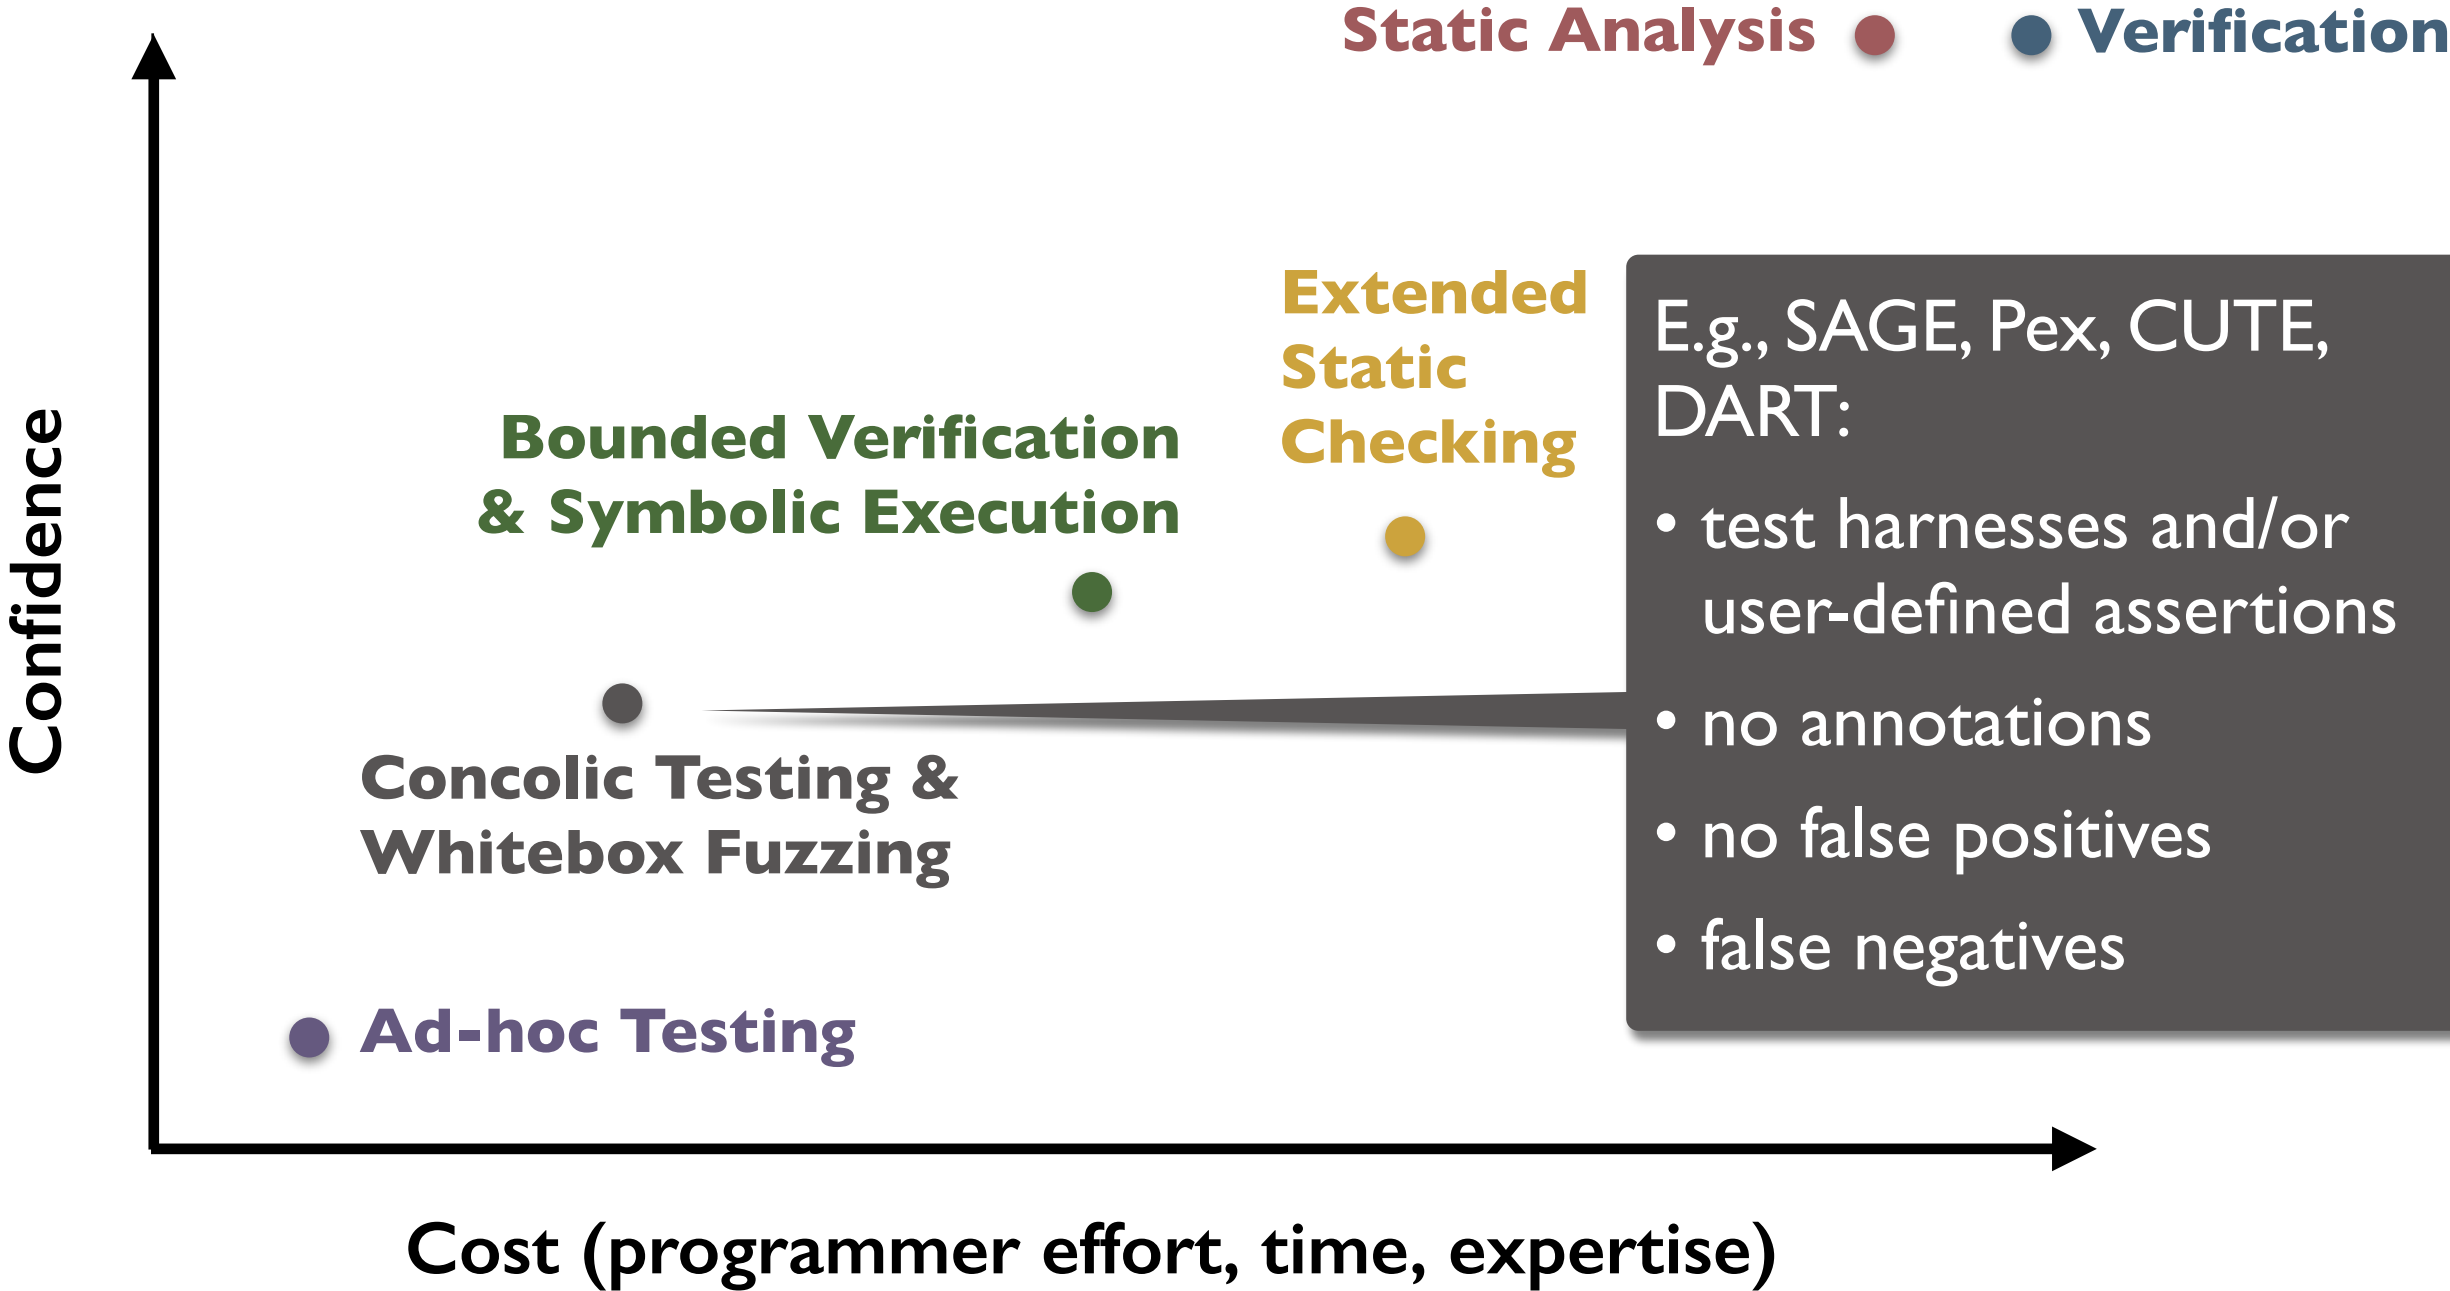 Static Analysis
Verification
Confidence
Extended
Static
Checking
Bounded Verification
& Symbolic Execution
E.g., SAGE, Pex, CUTE,
DART:
• test harnesses and/or
user-defined assertions
• no annotations
• no false positives
• false negatives
Concolic Testing &
Whitebox Fuzzing
Ad-hoc Testing
Cost (programmer effort, time, expertise)